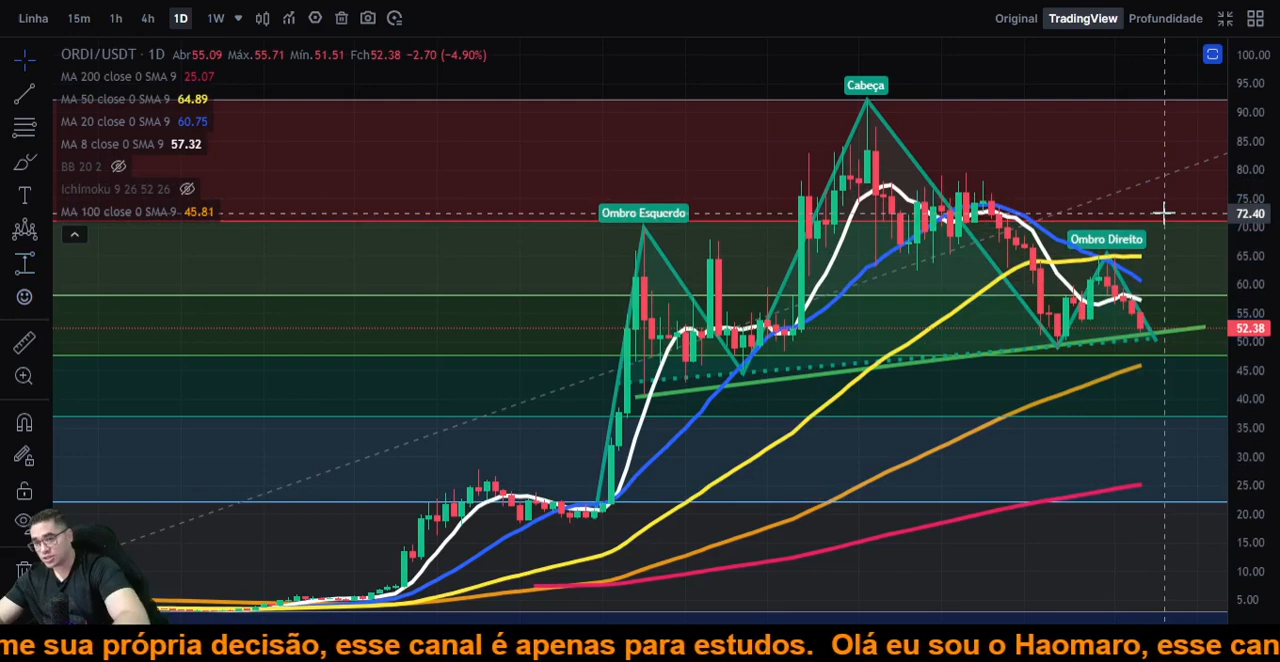 Linha 15m 1h 4h 1D 1W Original TradingView Profundidade
ORDI/USDT · 1D Abr55.09 Máx.55.71 Mín.51.51 Fch52.38 -2.70 (-4.90%)
MA 200 close 0 SMA 9 25.07
MA 50 close 0 SMA 9 64.89
MA 20 close 0 SMA 9 60.75
MA 8 close 0 SMA 9 57.32
BB 20 2
Ichimoku 9 26 52 26
MA 100 close 0 SMA 9 45.81
Cabeça
Ombro Esquerdo
Ombro Direito
100.00
95.00
90.00
85.00
80.00
75.00
72.40
70.00
65.00
60.00
55.00
52.38
50.00
45.00
40.00
35.00
30.00
25.00
20.00
15.00
10.00
5.00
me sua própria decisão, esse canal é apenas para estudos. Olá eu sou o Haomaro, esse can